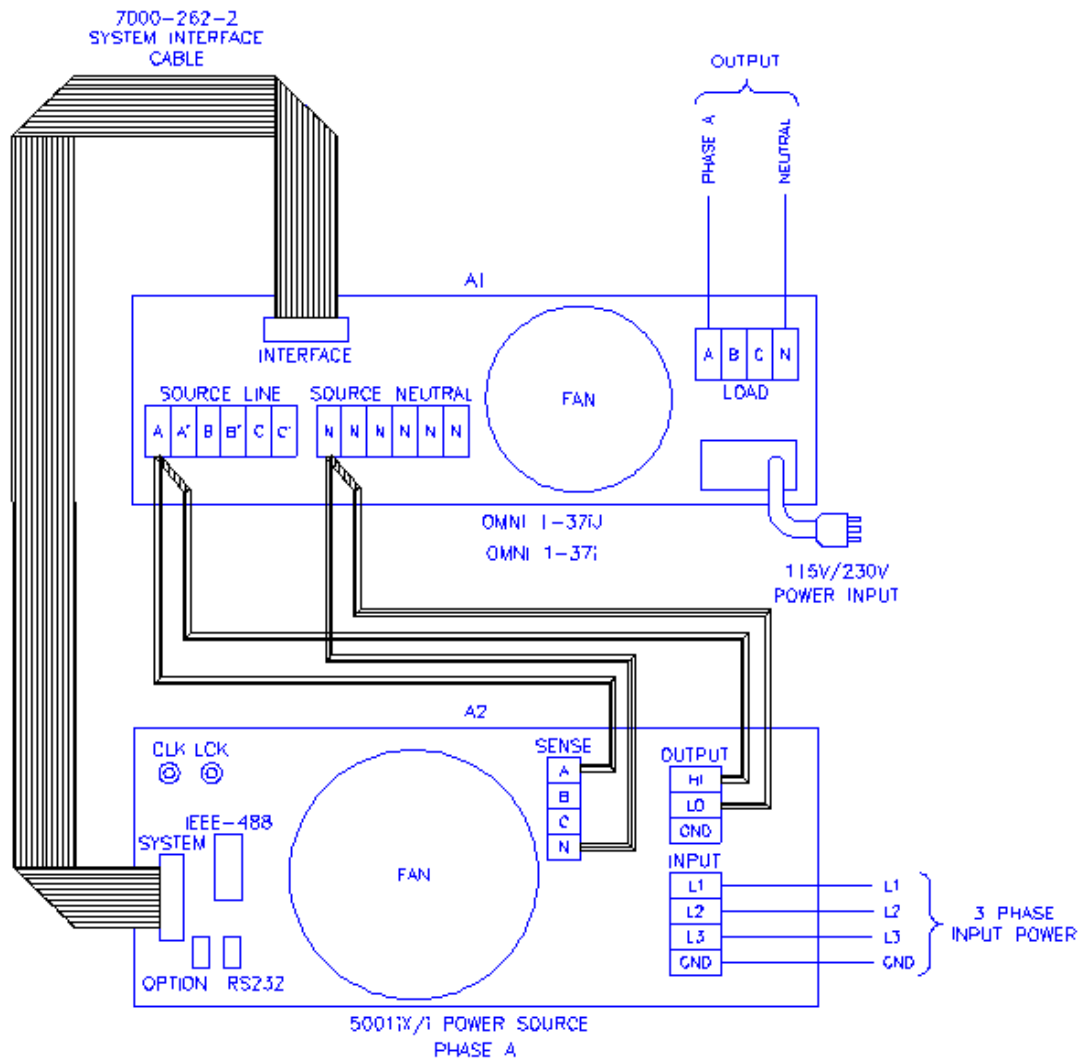 7000-262-2
SYSTEM INTERFACE
CABLE
OUTPUT
PHASE A
NEUTRAL
A1
INTERFACE
FAN
A B C N
LOAD
SOURCE LINE
SOURCE NEUTRAL
A A' B B' C C'
N N N N N N
OMNI 1-37iJ
OMNI 1-37i
115V/230V
POWER INPUT
A2
CLK LCK
SENSE
A
B
C
N
OUTPUT
HI
LO
GND
IEEE-488
SYSTEM
FAN
INPUT
L1 L1
L2 L2
L3 L3
GND GND
3 PHASE
INPUT POWER
OPTION RS232
5001iX/i POWER SOURCE
PHASE A